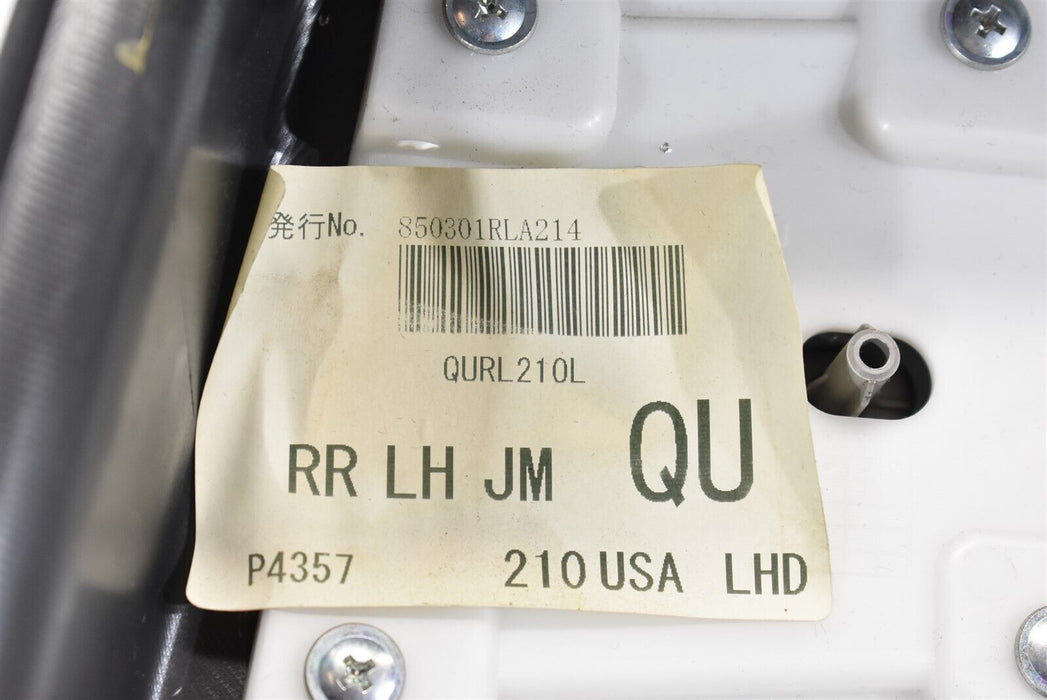 発行No. 850301RLA214
QURL210L
RR LH JM QU
P4357 210 USA LHD